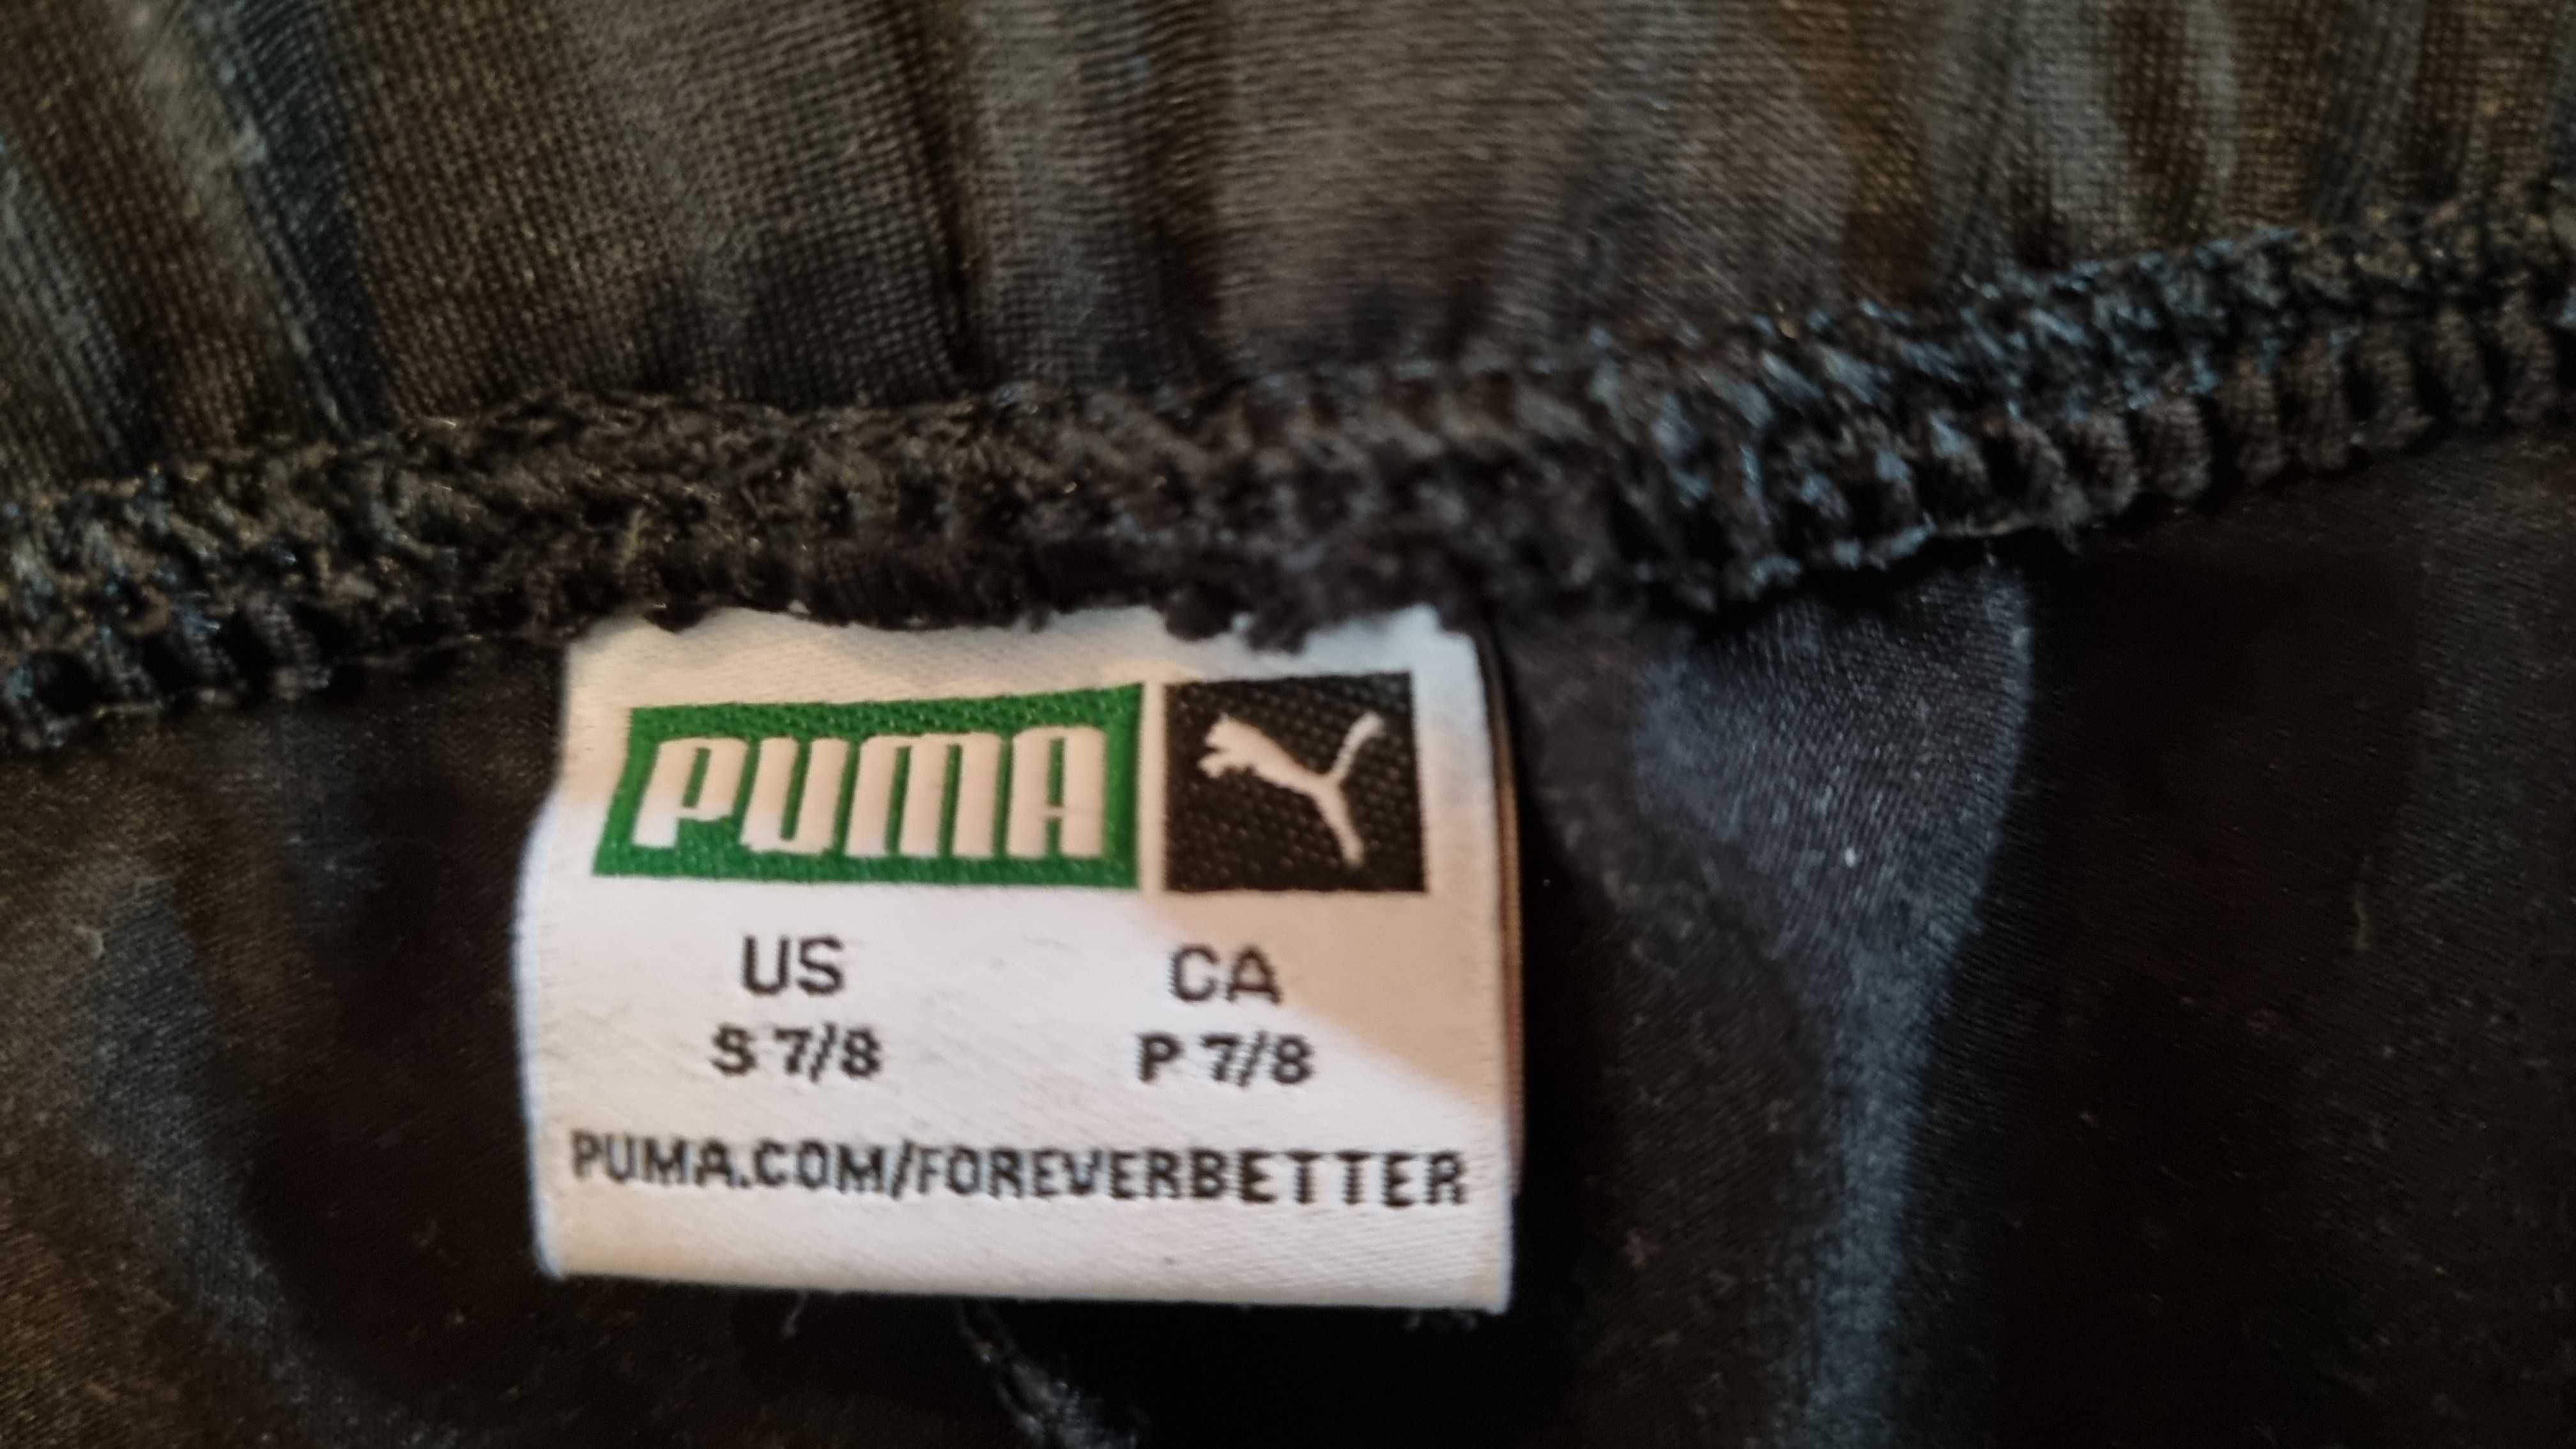 PUMA
US CA
S 7/8 P 7/8
PUMA.COM/FOREVERBETTER